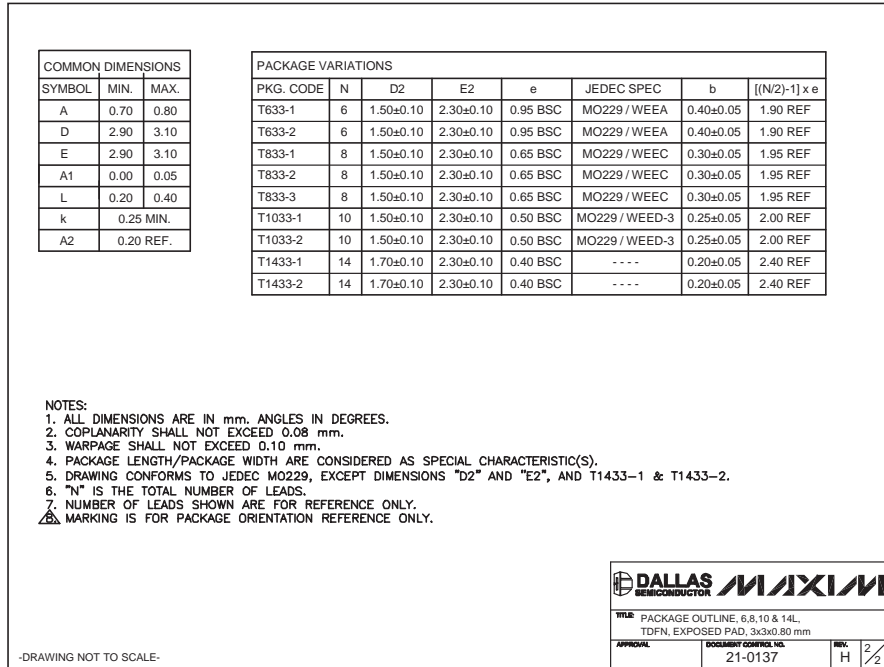 COMMON DIMENSIONS
SYMBOL MIN. MAX.
A 0.70 0.80
D 2.90 3.10
E 2.90 3.10
A1 0.00 0.05
L 0.20 0.40
k 0.25 MIN.
A2 0.20 REF.
PACKAGE VARIATIONS
PKG. CODE N D2 E2 e JEDEC SPEC b [(N/2)-1] x e
T633-1 6 1.50±0.10 2.30±0.10 0.95 BSC MO229 / WEEA 0.40±0.05 1.90 REF
T633-2 6 1.50±0.10 2.30±0.10 0.95 BSC MO229 / WEEA 0.40±0.05 1.90 REF
T833-1 8 1.50±0.10 2.30±0.10 0.65 BSC MO229 / WEEC 0.30±0.05 1.95 REF
T833-2 8 1.50±0.10 2.30±0.10 0.65 BSC MO229 / WEEC 0.30±0.05 1.95 REF
T833-3 8 1.50±0.10 2.30±0.10 0.65 BSC MO229 / WEEC 0.30±0.05 1.95 REF
T1033-1 10 1.50±0.10 2.30±0.10 0.50 BSC MO229 / WEED-3 0.25±0.05 2.00 REF
T1033-2 10 1.50±0.10 2.30±0.10 0.50 BSC MO229 / WEED-3 0.25±0.05 2.00 REF
T1433-1 14 1.70±0.10 2.30±0.10 0.40 BSC - - - - 0.20±0.05 2.40 REF
T1433-2 14 1.70±0.10 2.30±0.10 0.40 BSC - - - - 0.20±0.05 2.40 REF
NOTES:
1. ALL DIMENSIONS ARE IN mm. ANGLES IN DEGREES.
2. COPLANARITY SHALL NOT EXCEED 0.08 mm.
3. WARPAGE SHALL NOT EXCEED 0.10 mm.
4. PACKAGE LENGTH/PACKAGE WIDTH ARE CONSIDERED AS SPECIAL CHARACTERISTIC(S).
5. DRAWING CONFORMS TO JEDEC MO229, EXCEPT DIMENSIONS "D2" AND "E2", AND T1433-1 & T1433-2.
6. "N" IS THE TOTAL NUMBER OF LEADS.
7. NUMBER OF LEADS SHOWN ARE FOR REFERENCE ONLY.
8. MARKING IS FOR PACKAGE ORIENTATION REFERENCE ONLY.
DALLAS SEMICONDUCTOR MAXIM
TITLE: PACKAGE OUTLINE, 6,8,10 & 14L,
TDFN, EXPOSED PAD, 3x3x0.80 mm
APPROVAL DOCUMENT CONTROL NO. REV.
21-0137 H 2/2
-DRAWING NOT TO SCALE-